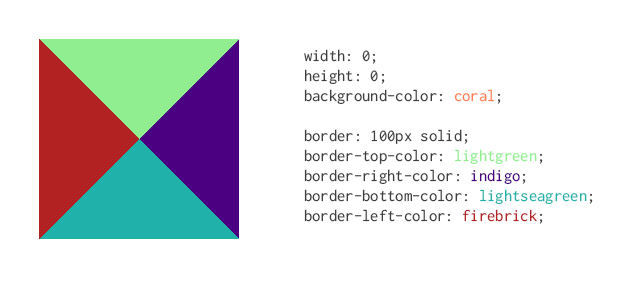 width: 0;
height: 0;
background-color: coral;
border: 100px solid;
border-top-color: lightgreen;
border-right-color: indigo;
border-bottom-color: lightseagreen;
border-left-color: firebrick;